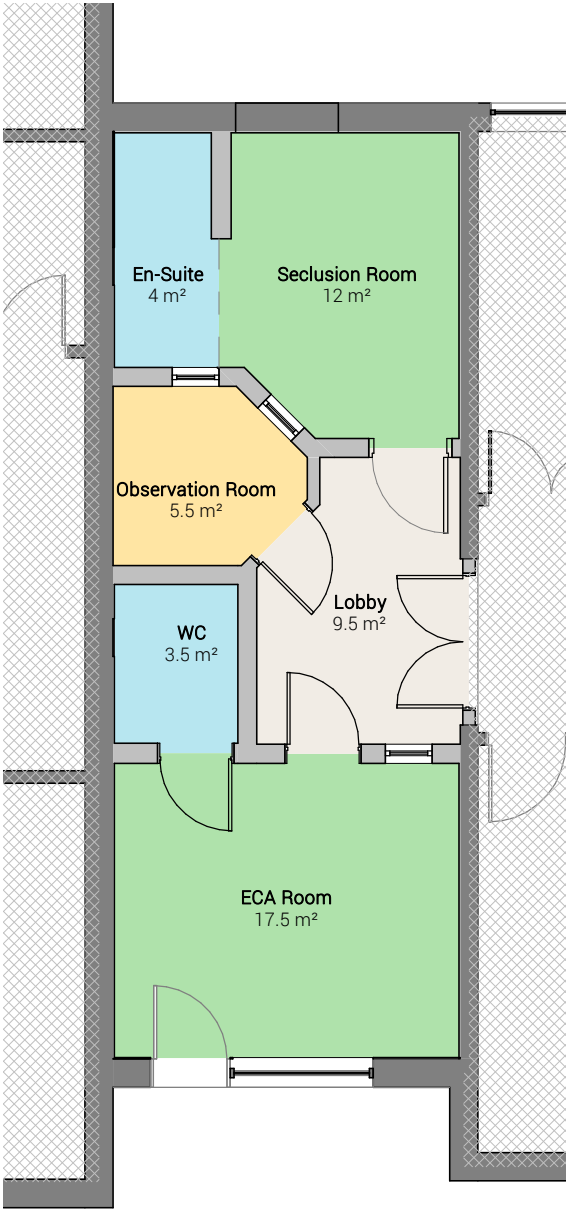 En-Suite
4 m²
Seclusion Room
12 m²
Observation Room
5.5 m²
Lobby
9.5 m²
WC
3.5 m²
ECA Room
17.5 m²